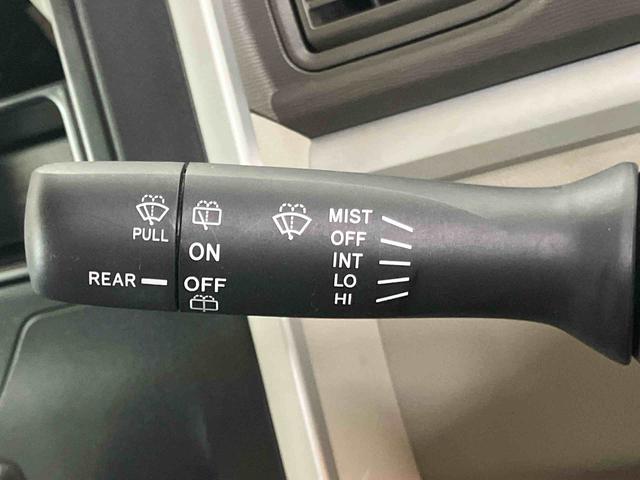 PULL
REAR
ON
OFF
MIST
OFF
INT
LO
HI